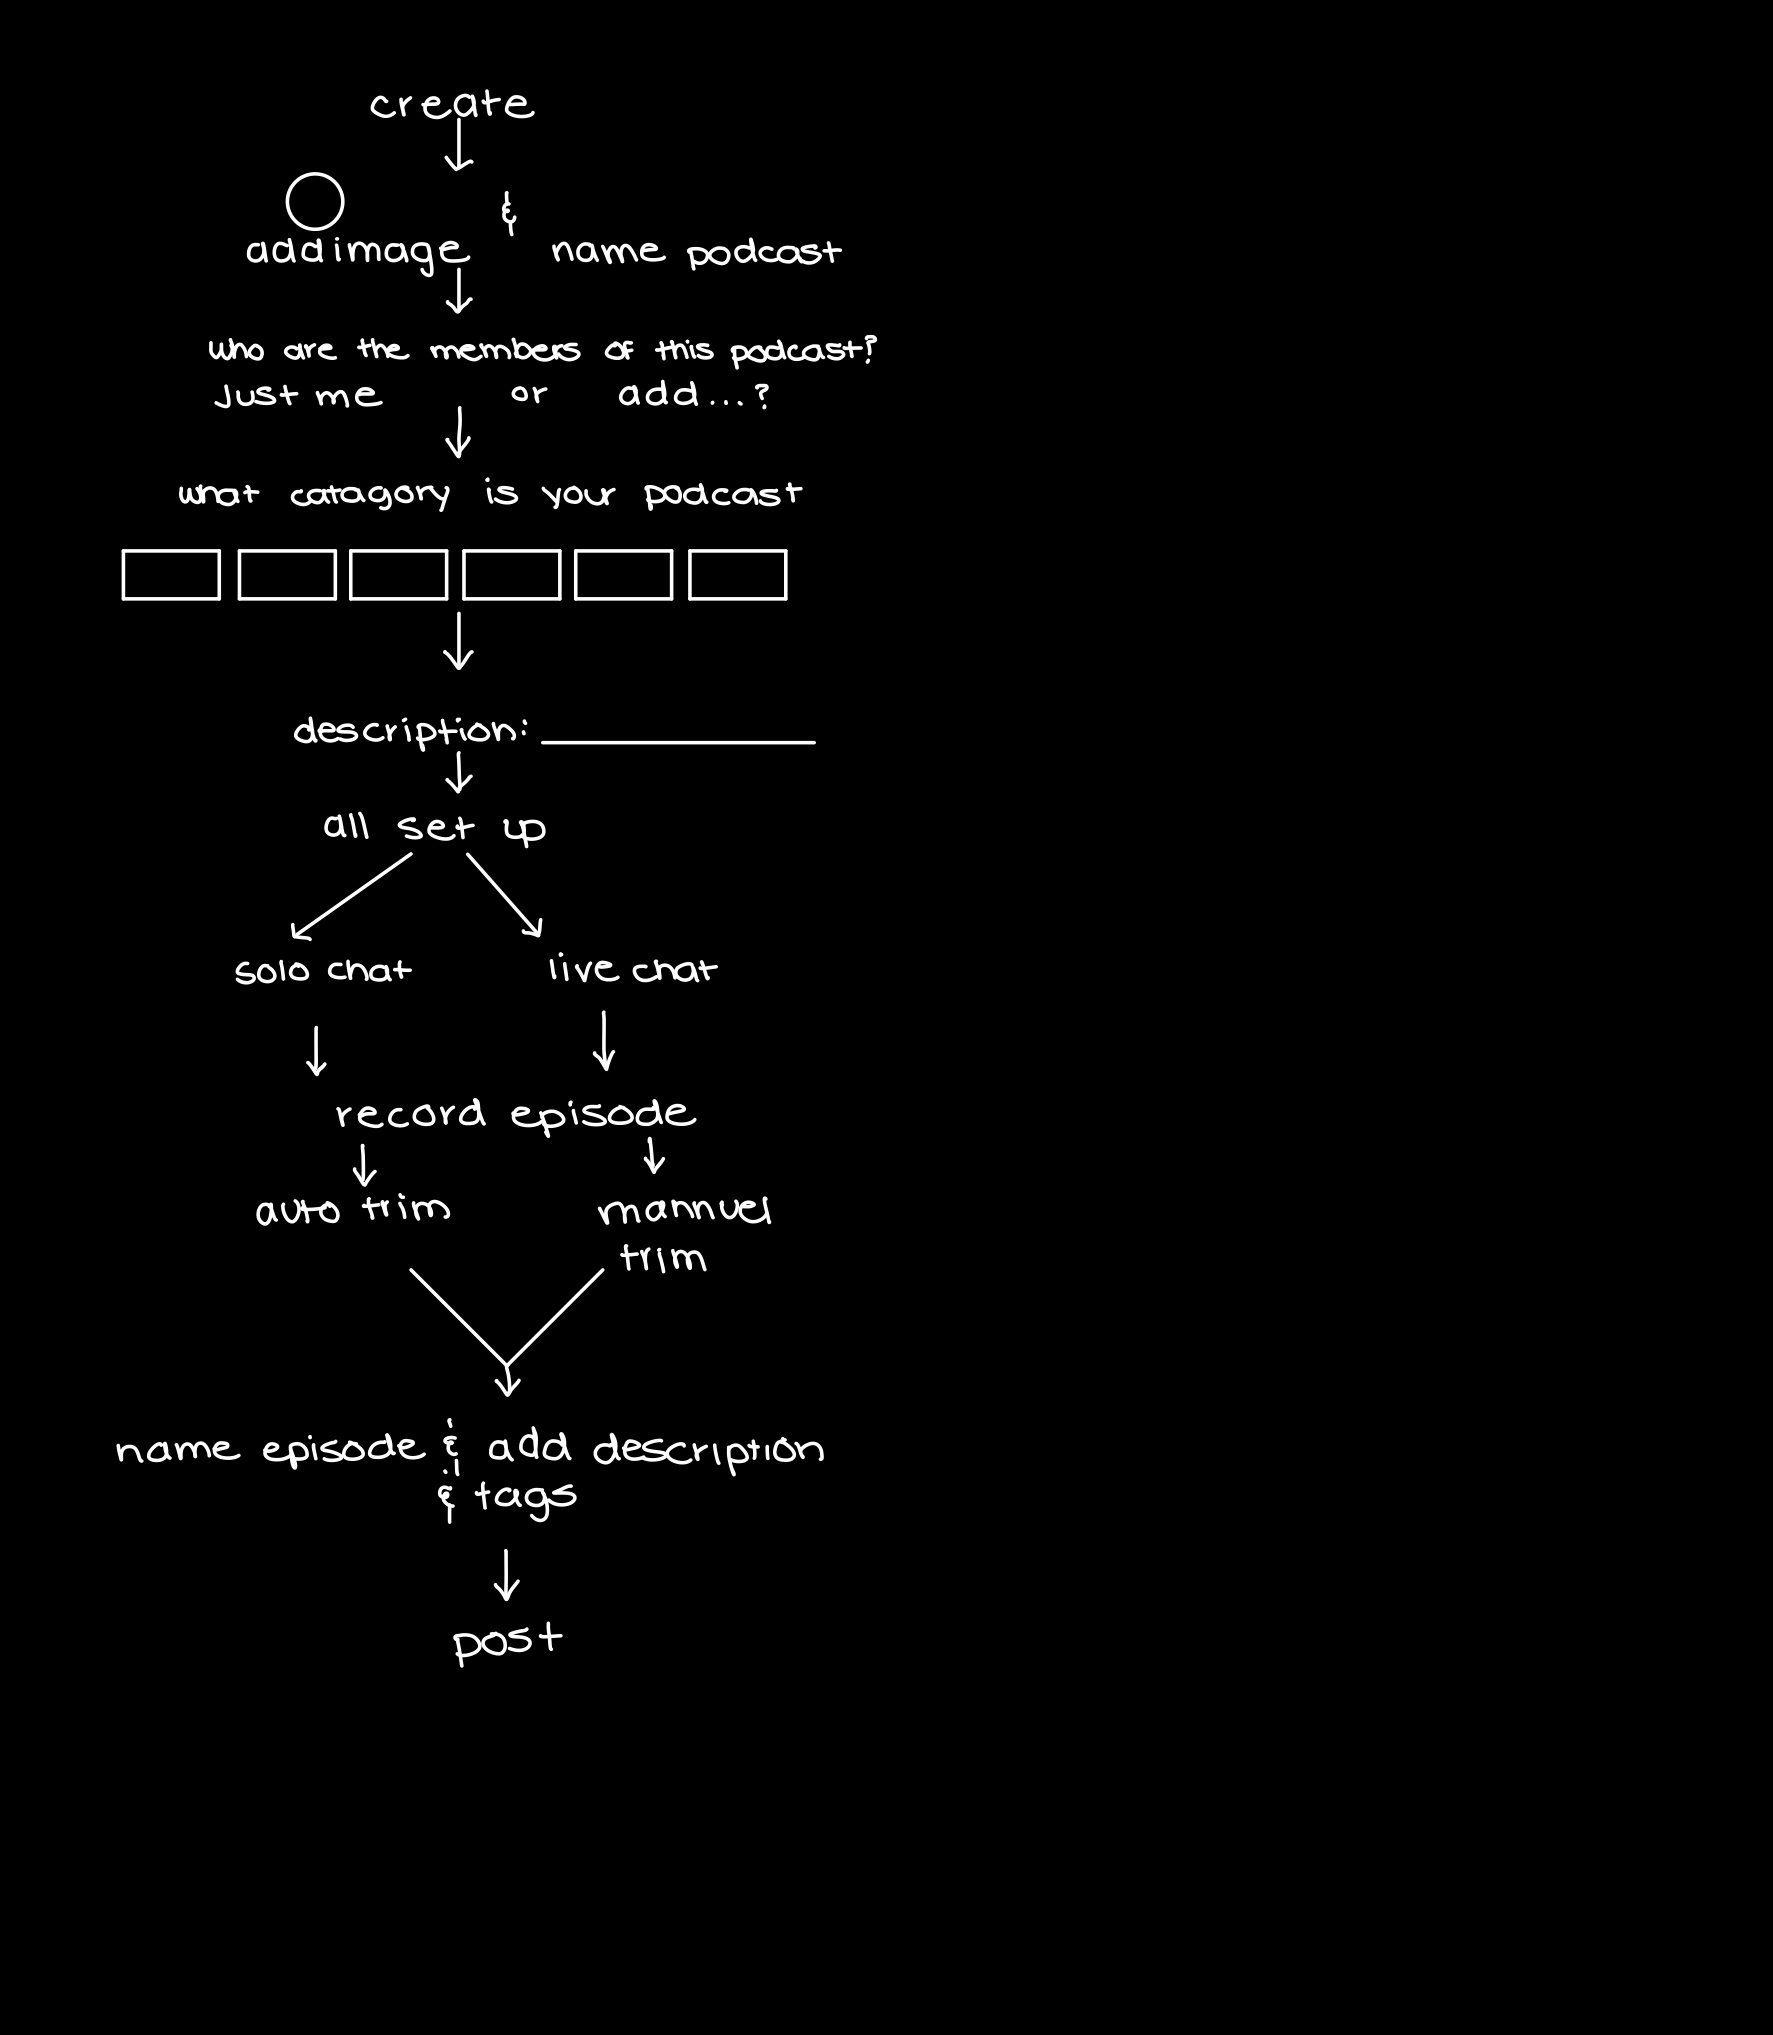 create
&
add image name podcast
who are the members of this podcast?
Just me or add...?
what catagory is your podcast
description:
all set up
solo chat live chat
record episode
auto trim mannuel
trim
name episode & add description
& tags
post